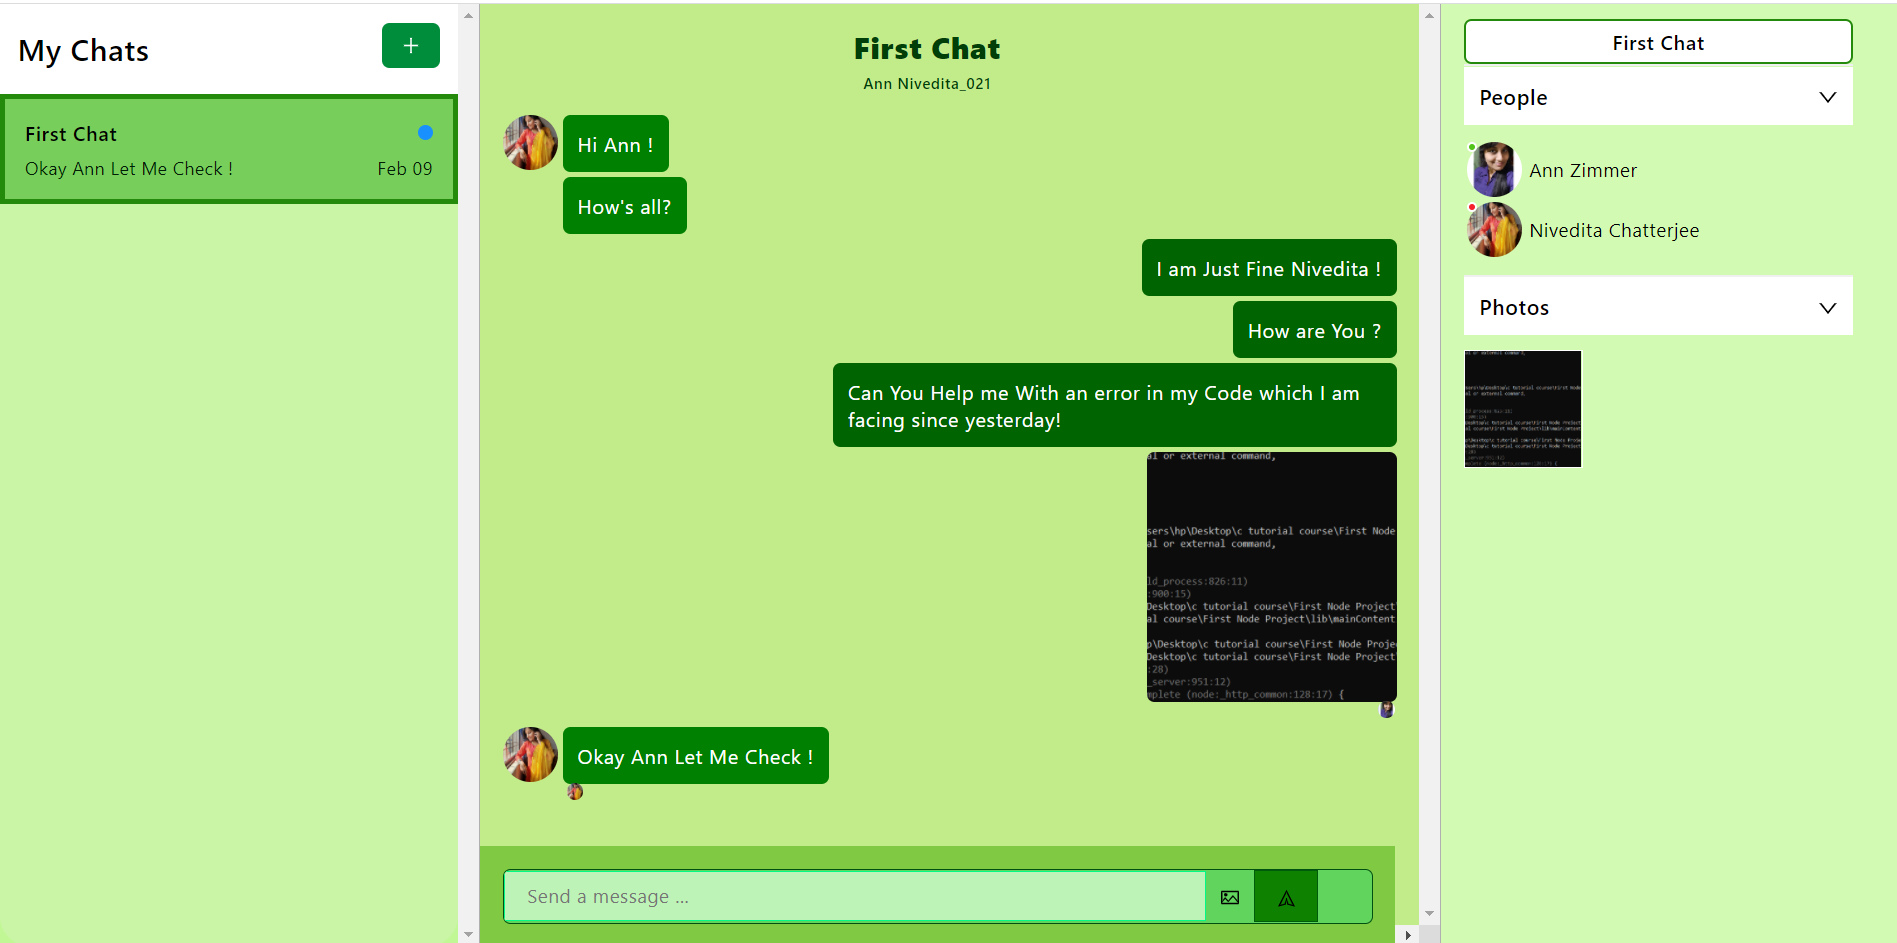 My Chats
+
First Chat
Okay Ann Let Me Check !
Feb 09
First Chat
Ann Nivedita_021
Hi Ann !
How's all?
I am Just Fine Nivedita !
How are You ?
Can You Help me With an error in my Code which I am
facing since yesterday!
al or external command,
sers\hp\Desktop\c tutorial course\First Node
al or external command,
ld_process:826:11)
:900:15)
Desktop\c tutorial course\First Node Project\
al course\First Node Project\lib\mainContent
p\Desktop\c tutorial course\First Node Proje
Desktop\c tutorial course\First Node Project\
:28)
_server:951:12)
mplete (node:_http_common:128:17) {
Okay Ann Let Me Check !
Send a message ...
First Chat
People
Ann Zimmer
Nivedita Chatterjee
Photos